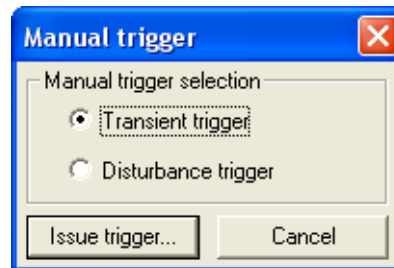 Manual trigger
Manual trigger selection
Transient trigger
Disturbance trigger
Issue trigger... Cancel